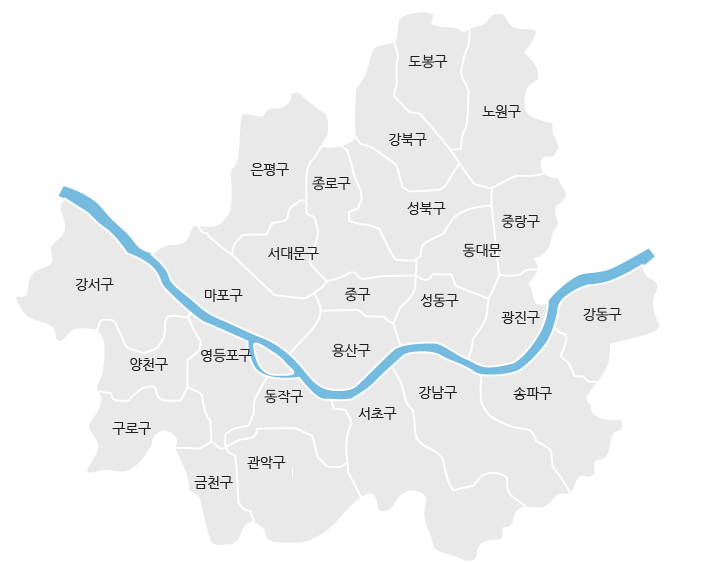 도봉구
노원구
강북구
은평구
종로구
성북구
중랑구
서대문구
동대문
강서구
마포구
중구
성동구
광진구
강동구
양천구
영등포구
용산구
동작구
강남구
송파구
서초구
구로구
관악구
금천구